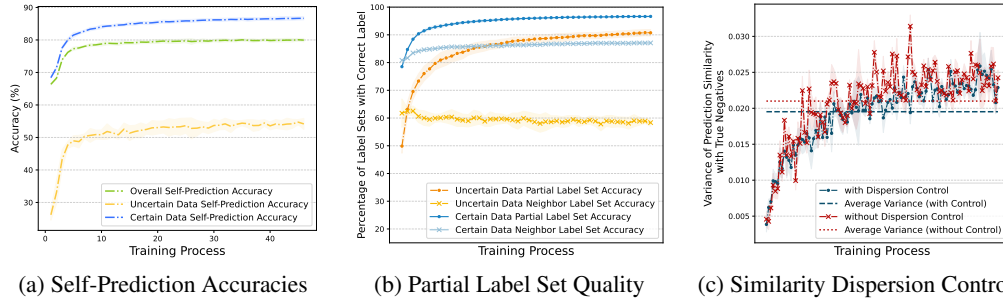 90
80
70
60
50
40
30
Accuracy (%)
Overall Self-Prediction Accuracy
Uncertain Data Self-Prediction Accuracy
Certain Data Self-Prediction Accuracy
0
10
20
30
40
Training Process
(a) Self-Prediction Accuracies
100
90
80
70
60
50
40
30
20
Percentage of Label Sets with Correct Label
Uncertain Data Partial Label Set Accuracy
Uncertain Data Neighbor Label Set Accuracy
Certain Data Partial Label Set Accuracy
Certain Data Neighbor Label Set Accuracy
Training Process
(b) Partial Label Set Quality
0.030
0.025
0.020
0.015
0.010
0.005
Variance of Prediction Similarity
with True Negatives
with Dispersion Control
Average Variance (with Control)
without Dispersion Control
Average Variance (without Control)
Training Process
(c) Similarity Dispersion Control